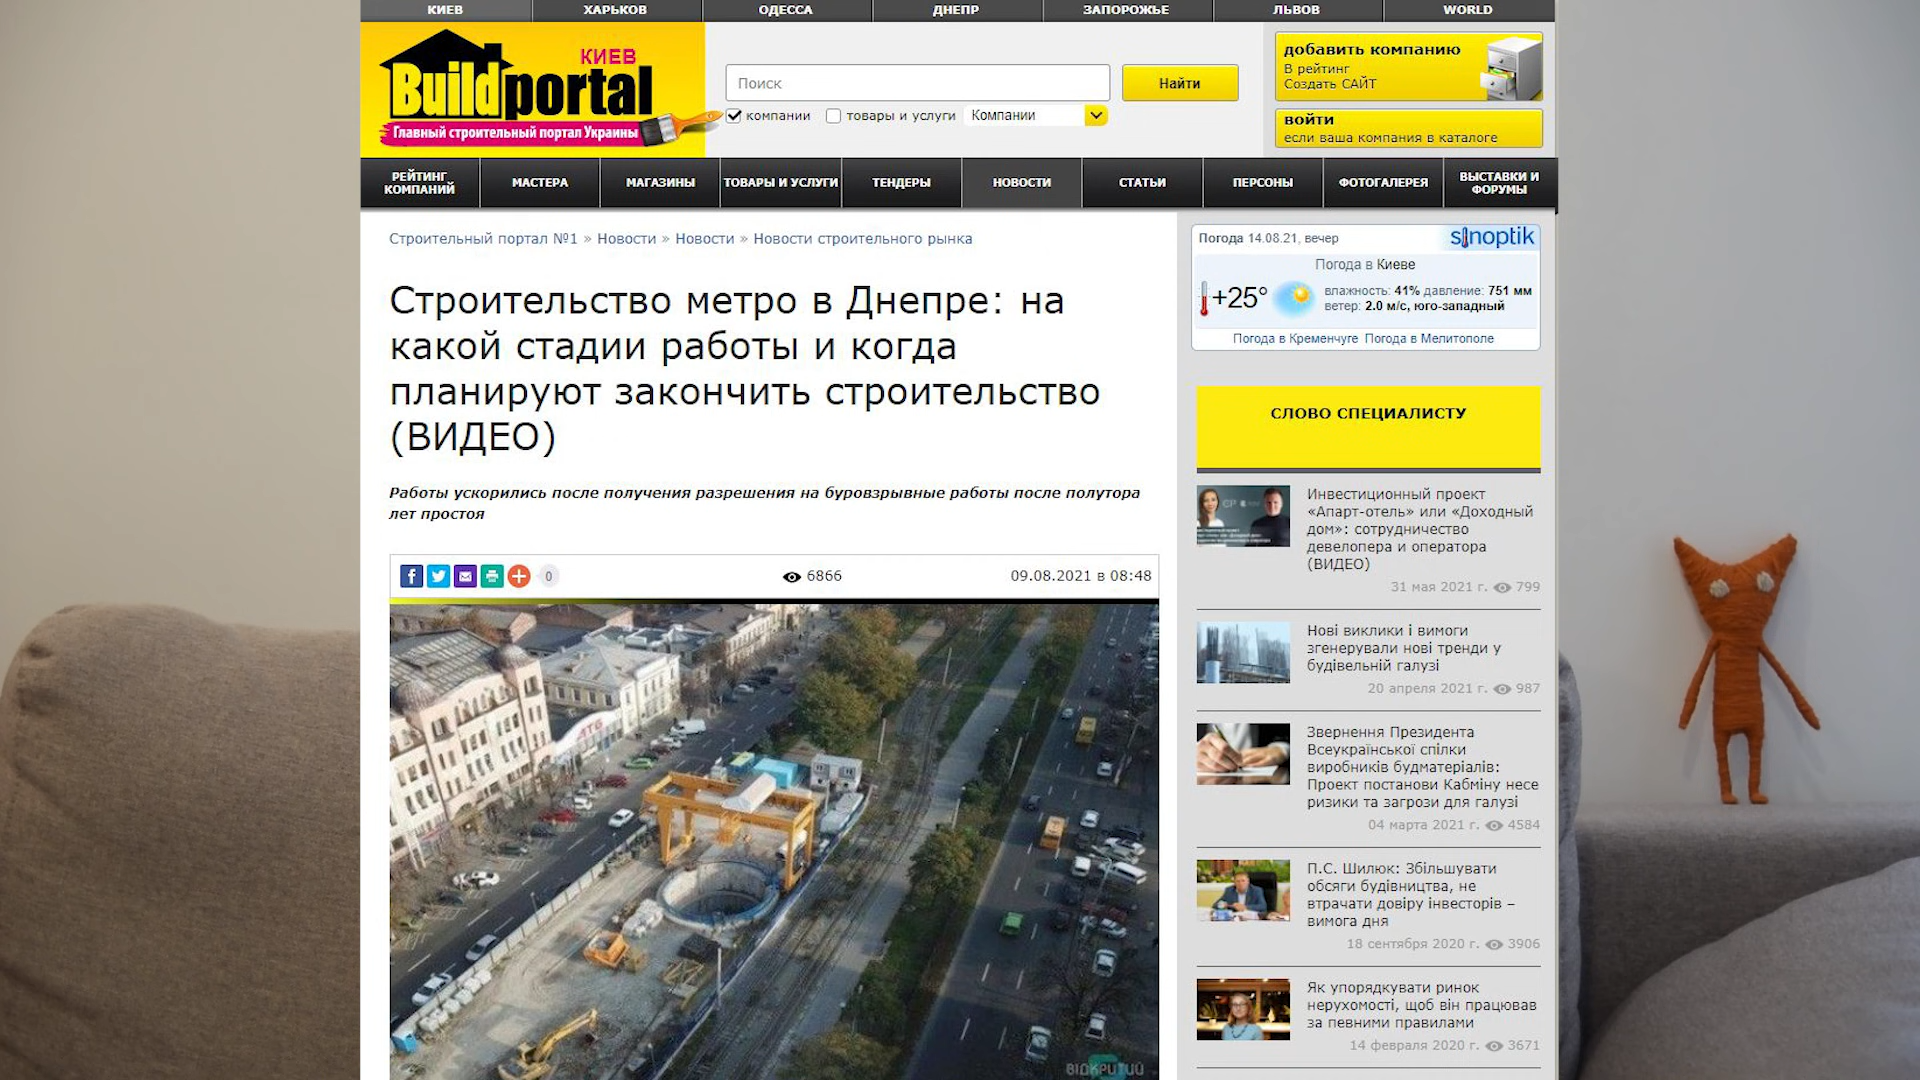 КИЕВ
ХАРЬКОВ
ОДЕССА
ДНЕПР
ЗАПОРОЖЬЕ
ЛЬВОВ
WORLD
КИЕВ
Buildportal
Главный строительный портал Украины
Поиск
Найти
компании
товары и услуги
Компании
добавить компанию
В рейтинг
Создать САЙТ
войти
если ваша компания в каталоге
РЕЙТИНГ
КОМПАНИЙ
МАСТЕРА
МАГАЗИНЫ
ТОВАРЫ И УСЛУГИ
ТЕНДЕРЫ
НОВОСТИ
СТАТЬИ
ПЕРСОНЫ
ФОТОГАЛЕРЕЯ
ВЫСТАВКИ И
ФОРУМЫ
Строительный портал №1 » Новости » Новости » Новости строительного рынка
Строительство метро в Днепре: на
какой стадии работы и когда
планируют закончить строительство
(ВИДЕО)
Работы ускорились после получения разрешения на буровзрывные работы после полутора
лет простоя
0
6866
09.08.2021 в 08:48
АТБ
ВІДКРИТИЙ
Погода 14.08.21, вечер
sinoptik
Погода в Киеве
+25°
влажность: 41% давление: 751 мм
ветер: 2.0 м/с, юго-западный
Погода в Кременчуге Погода в Мелитополе
СЛОВО СПЕЦИАЛИСТУ
Инвестиционный проект
«Апарт-отель» или «Доходный
дом»: сотрудничество
девелопера и оператора
(ВИДЕО)
31 мая 2021 г. 799
Нові виклики і вимоги
згенерували нові тренди у
будівельній галузі
20 апреля 2021 г. 987
Звернення Президента
Всеукраїнської спілки
виробників будматеріалів:
Проект постанови Кабміну несе
ризики та загрози для галузі
04 марта 2021 г. 4584
П.С. Шилюк: Збільшувати
обсяги будівництва, не
втрачати довіру інвесторів –
вимога дня
18 сентября 2020 г. 3906
Як упорядкувати ринок
нерухомості, щоб він працював
за певними правилами
14 февраля 2020 г. 3671